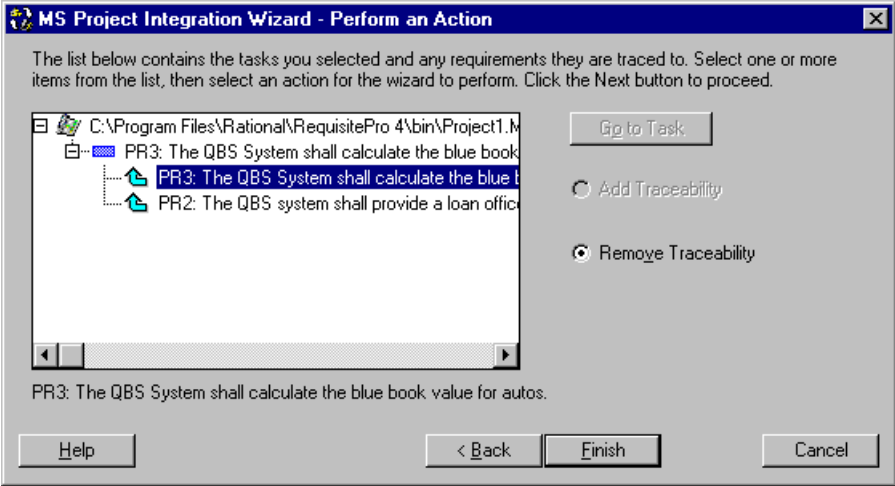 MS Project Integration Wizard - Perform an Action
The list below contains the tasks you selected and any requirements they are traced to. Select one or more
items from the list, then select an action for the wizard to perform. Click the Next button to proceed.
C:\Program Files\Rational\RequisitePro 4\bin\Project1.M
PR3: The QBS System shall calculate the blue book
PR3: The QBS System shall calculate the blue b
PR2: The QBS system shall provide a loan office
Go to Task
Add Traceability
Remove Traceability
PR3: The QBS System shall calculate the blue book value for autos.
Help
< Back
Finish
Cancel